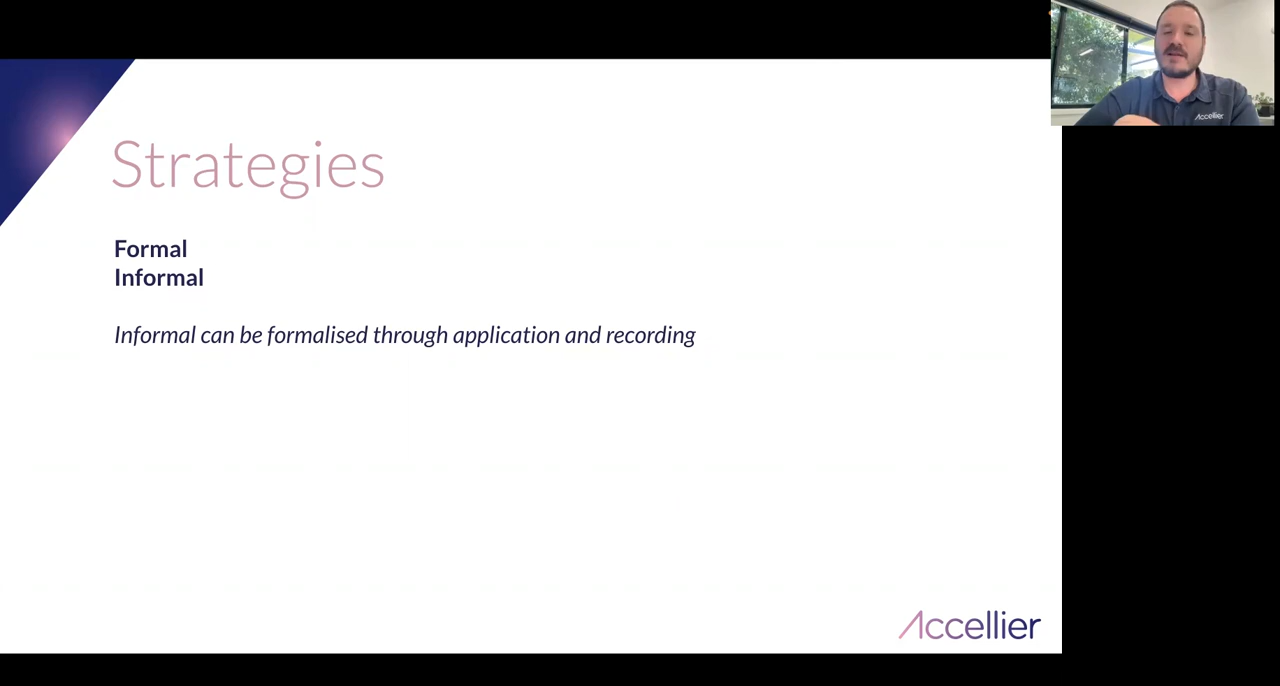 Accellier
Strategies
Formal
Informal
Informal can be formalised through application and recording
Accellier